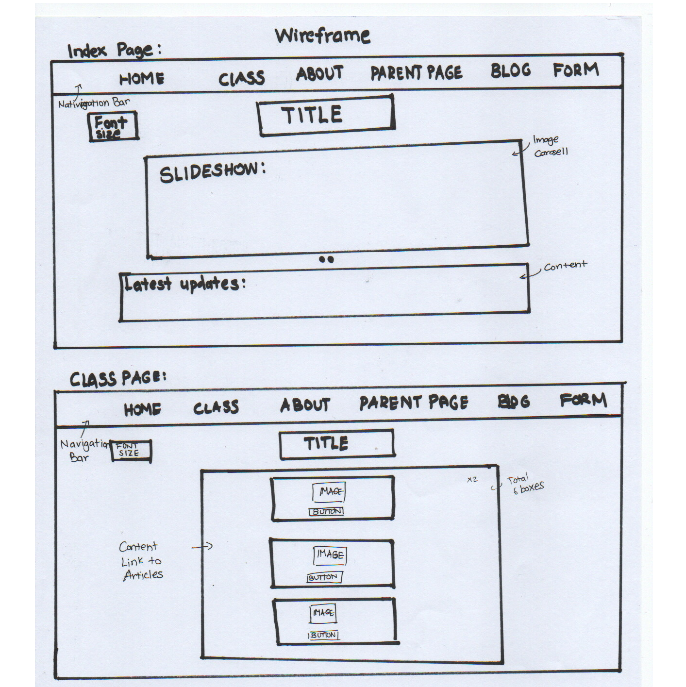 Wireframe
Index Page:
HOME CLASS ABOUT PARENT PAGE BLOG FORM
Nativigation Bar
Font
SIZE
TITLE
Image
Carosell
SLIDESHOW:
Latest updates:
Content
CLASS PAGE:
HOME CLASS ABOUT PARENT PAGE BLOG FORM
Navigation
Bar
FONT
SIZE
TITLE
X2
Total
6 boxes
IMAGE
BUTTON
Content
Link to
Articles
IMAGE
BUTTON
IMAGE
BUTTON